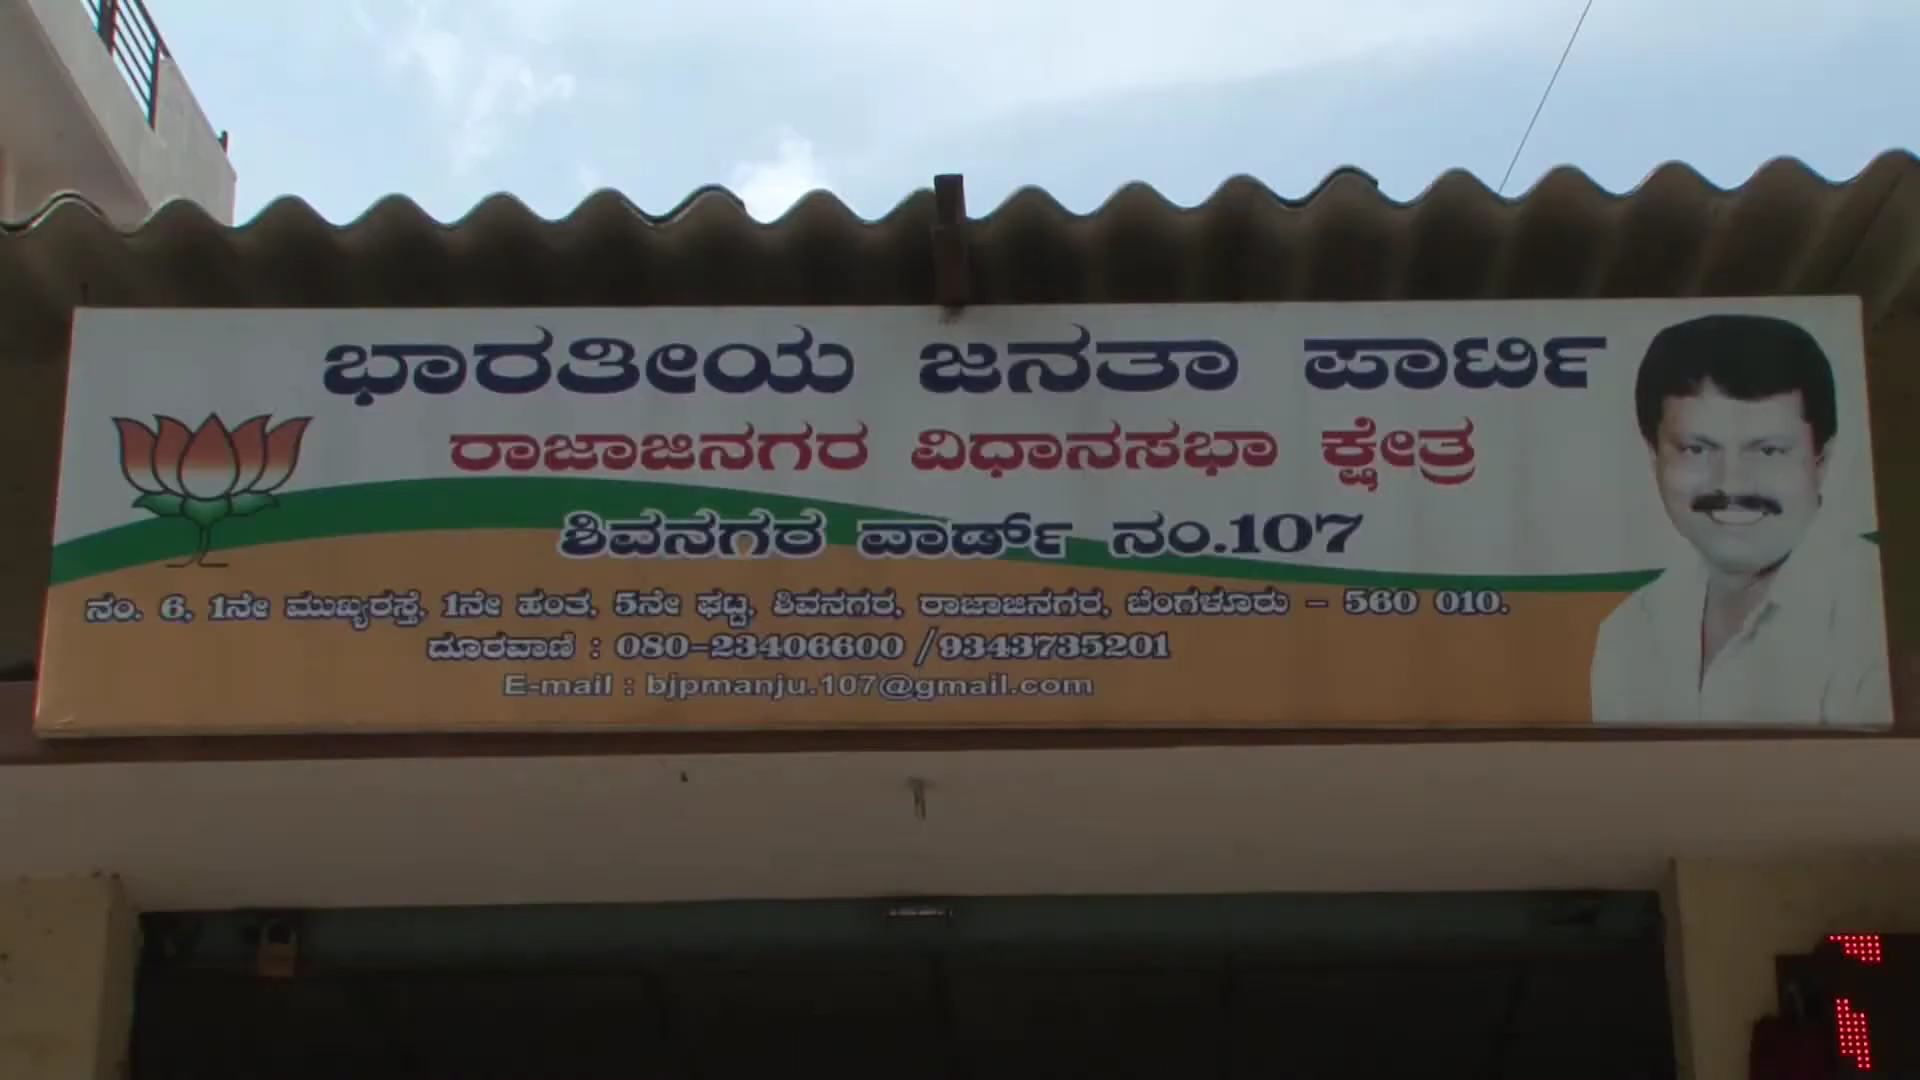 ಭಾರತೀಯ ಜನತಾ ಪಾರ್ಟಿ
ರಾಜಾಜಿನಗರ ವಿಧಾನಸಭಾ ಕ್ಷೇತ್ರ
ಶಿವನಗರ ವಾರ್ಡ್ ನಂ.107
ನಂ. 6, 1ನೇ ಮುಖ್ಯರಸ್ತೆ, 1ನೇ ಹಂತ, 5ನೇ ಘಟ್ಟ, ಶಿವನಗರ, ರಾಜಾಜಿನಗರ, ಬೆಂಗಳೂರು - 560 010.
ದೂರವಾಣಿ : 080-23406600 /9343735201
E-mail : bjpmanju.107@gmail.com